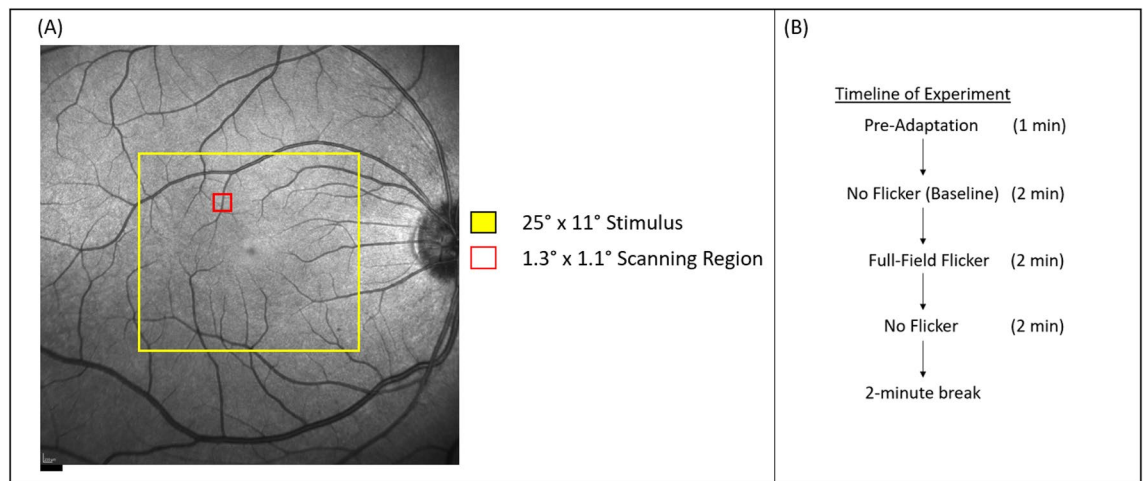 (A)
25° x 11° Stimulus
1.3° x 1.1° Scanning Region
(B)
Timeline of Experiment
Pre-Adaptation (1 min)
No Flicker (Baseline) (2 min)
Full-Field Flicker (2 min)
No Flicker (2 min)
2-minute break